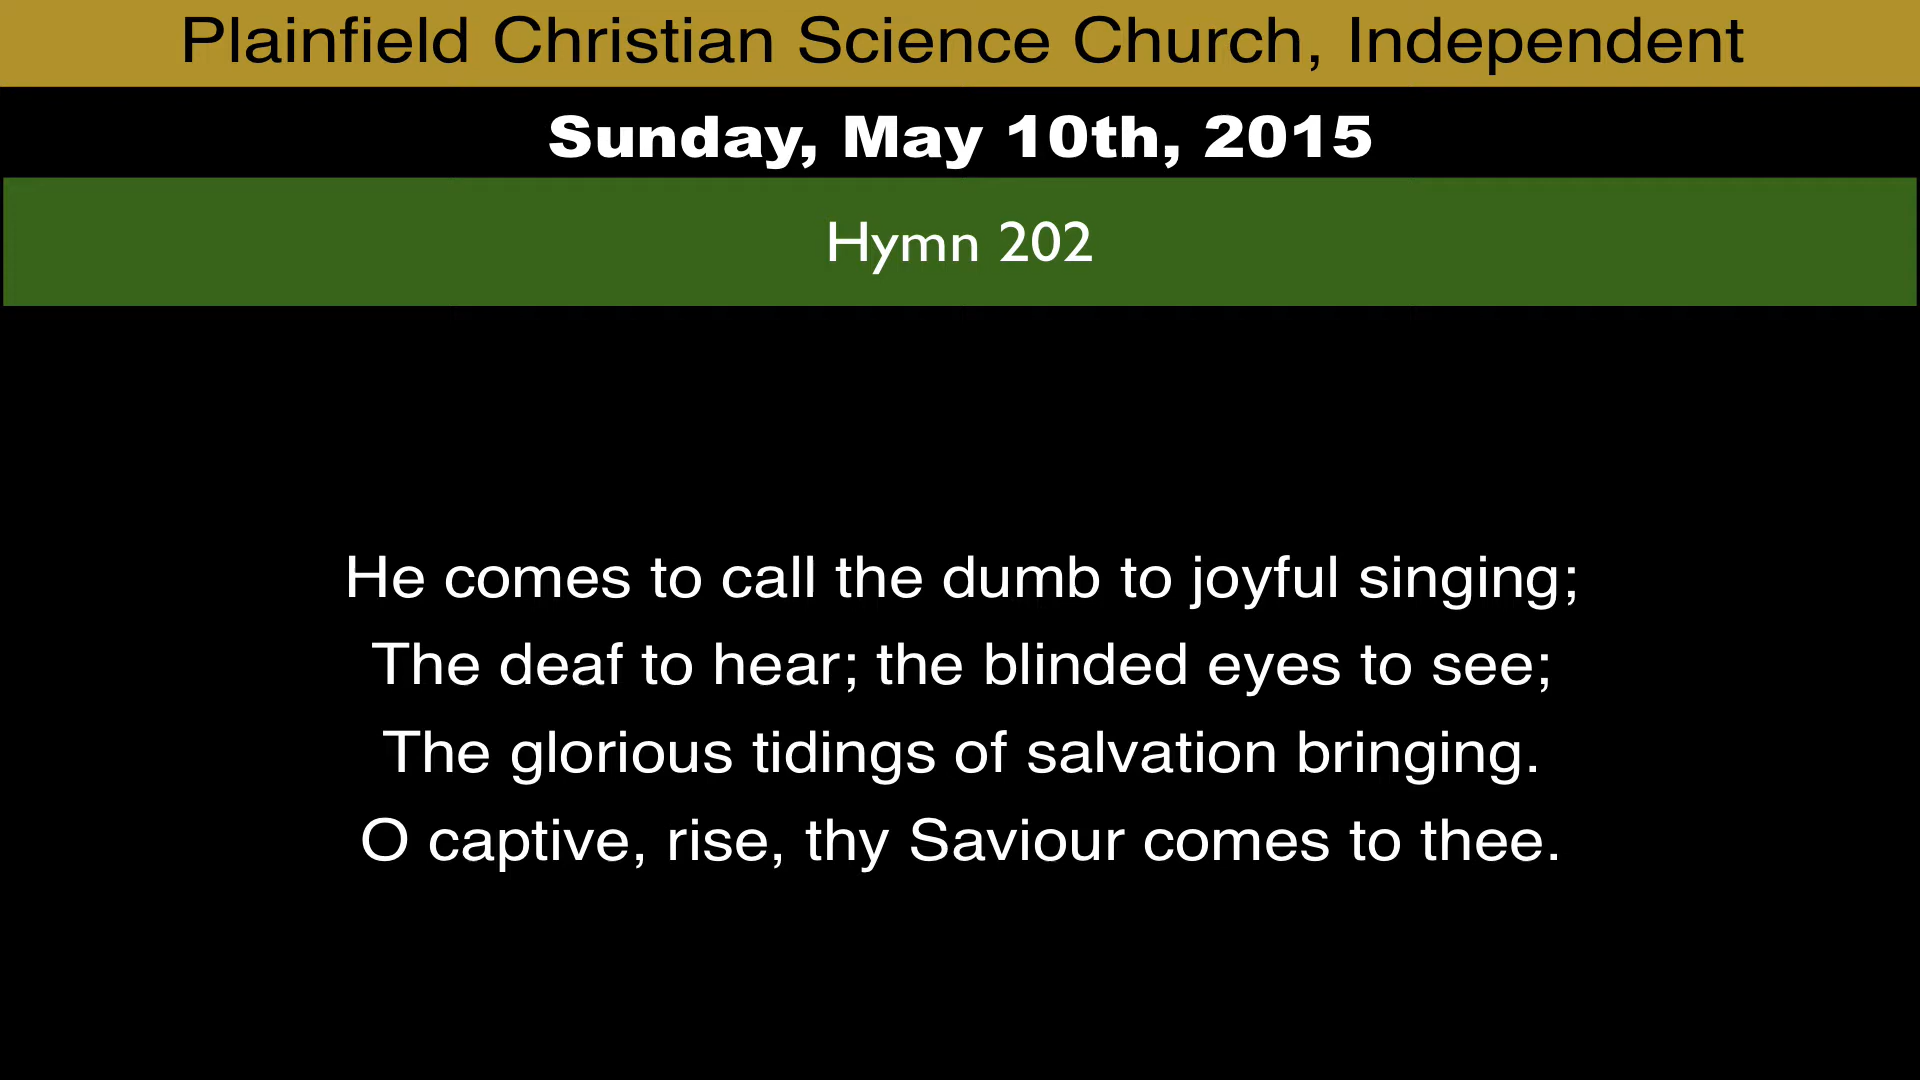 Plainfield Christian Science Church, Independent
Sunday, May 10th, 2015
Hymn 202
He comes to call the dumb to joyful singing;
The deaf to hear; the blinded eyes to see;
The glorious tidings of salvation bringing.
O captive, rise, thy Saviour comes to thee.